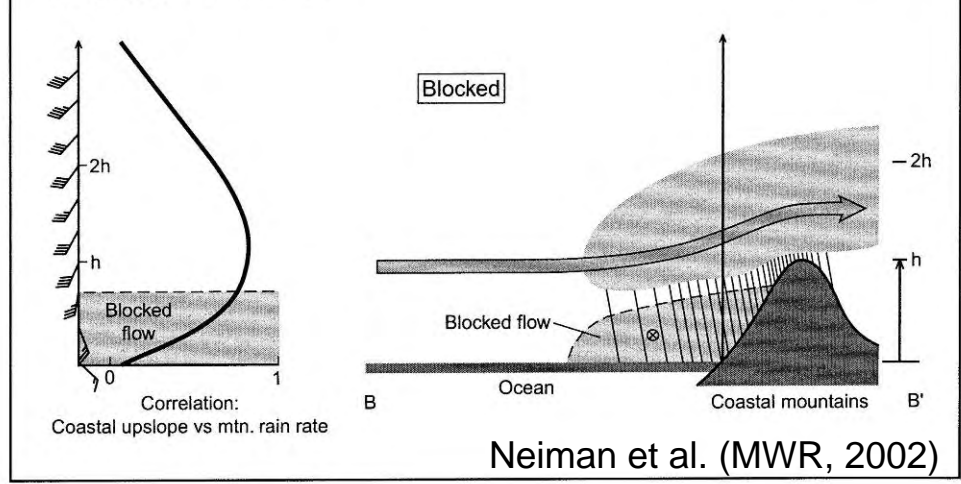 2h
h
Blocked
flow
0
1
Correlation:
Coastal upslope vs mtn. rain rate
Blocked
2h
h
Blocked flow
Ocean
B
Coastal mountains
B'
Neiman et al. (MWR, 2002)